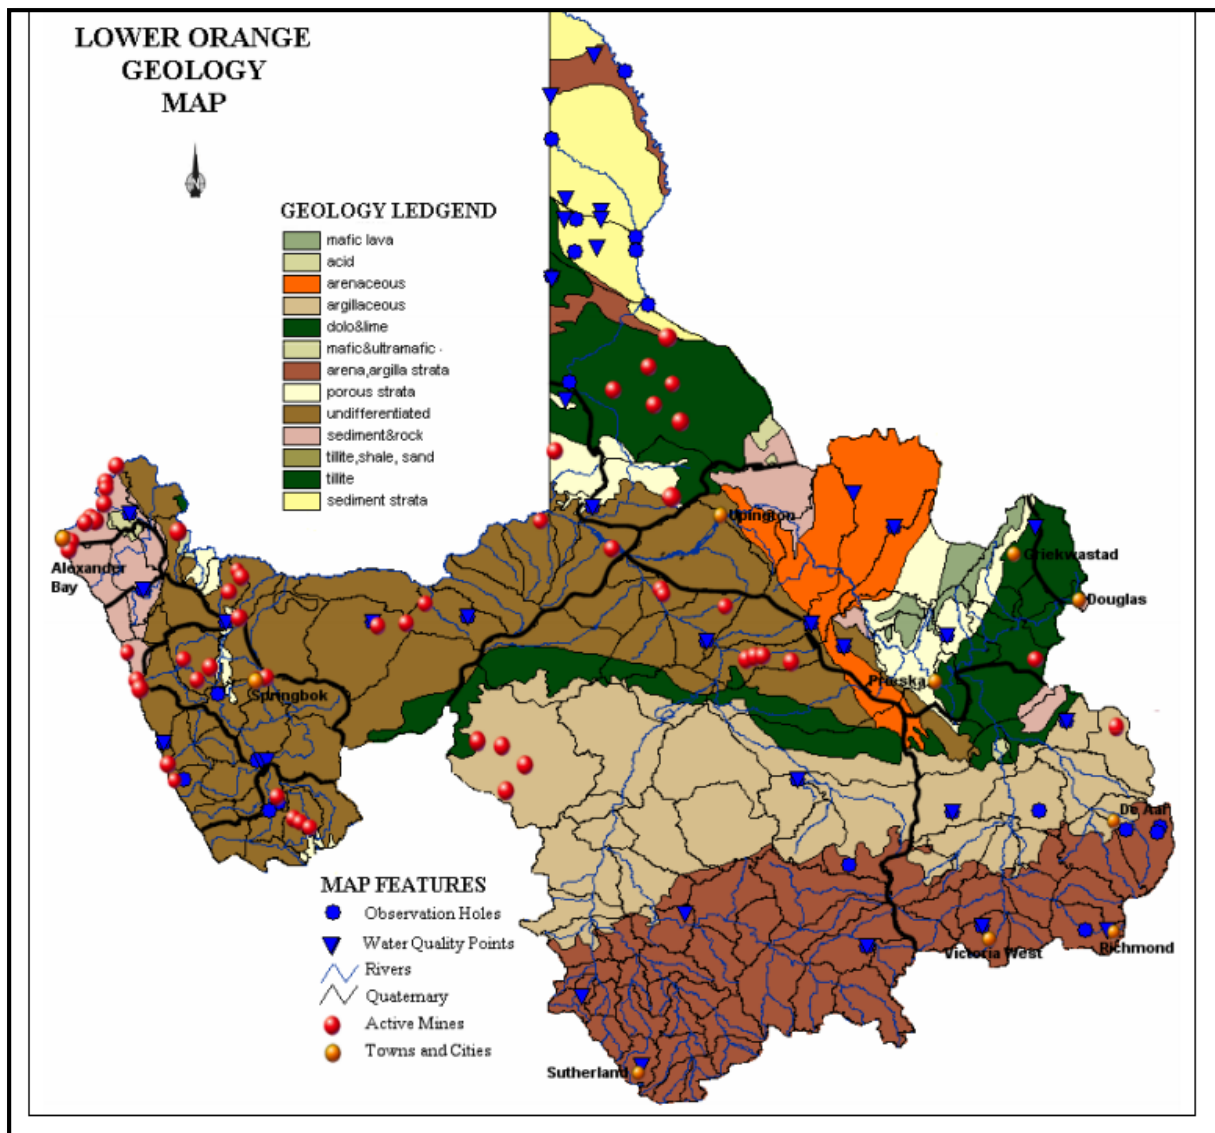 LOWER ORANGE
GEOLOGY
MAP
GEOLOGY LEDGEND
mafic lava
acid
arenaceous
argillaceous
dolo&lime
mafic&ultramafic
arena,argilla strata
porous strata
undifferentiated
sediment&rock
tillite,shale, sand
tillite
sediment strata
Upington
Griekwastad
Alexander
Bay
Douglas
Prieska
Springbok
De Aar
MAP FEATURES
Observation Holes
Water Quality Points
Rivers
Quaternary
Active Mines
Towns and Cities
Victoria West
Richmond
Sutherland